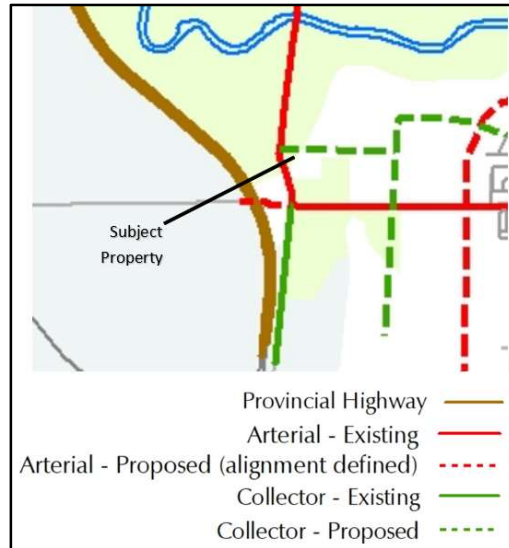 Subject
Property
Provincial Highway
Arterial - Existing
Arterial - Proposed (alignment defined)
Collector - Existing
Collector - Proposed